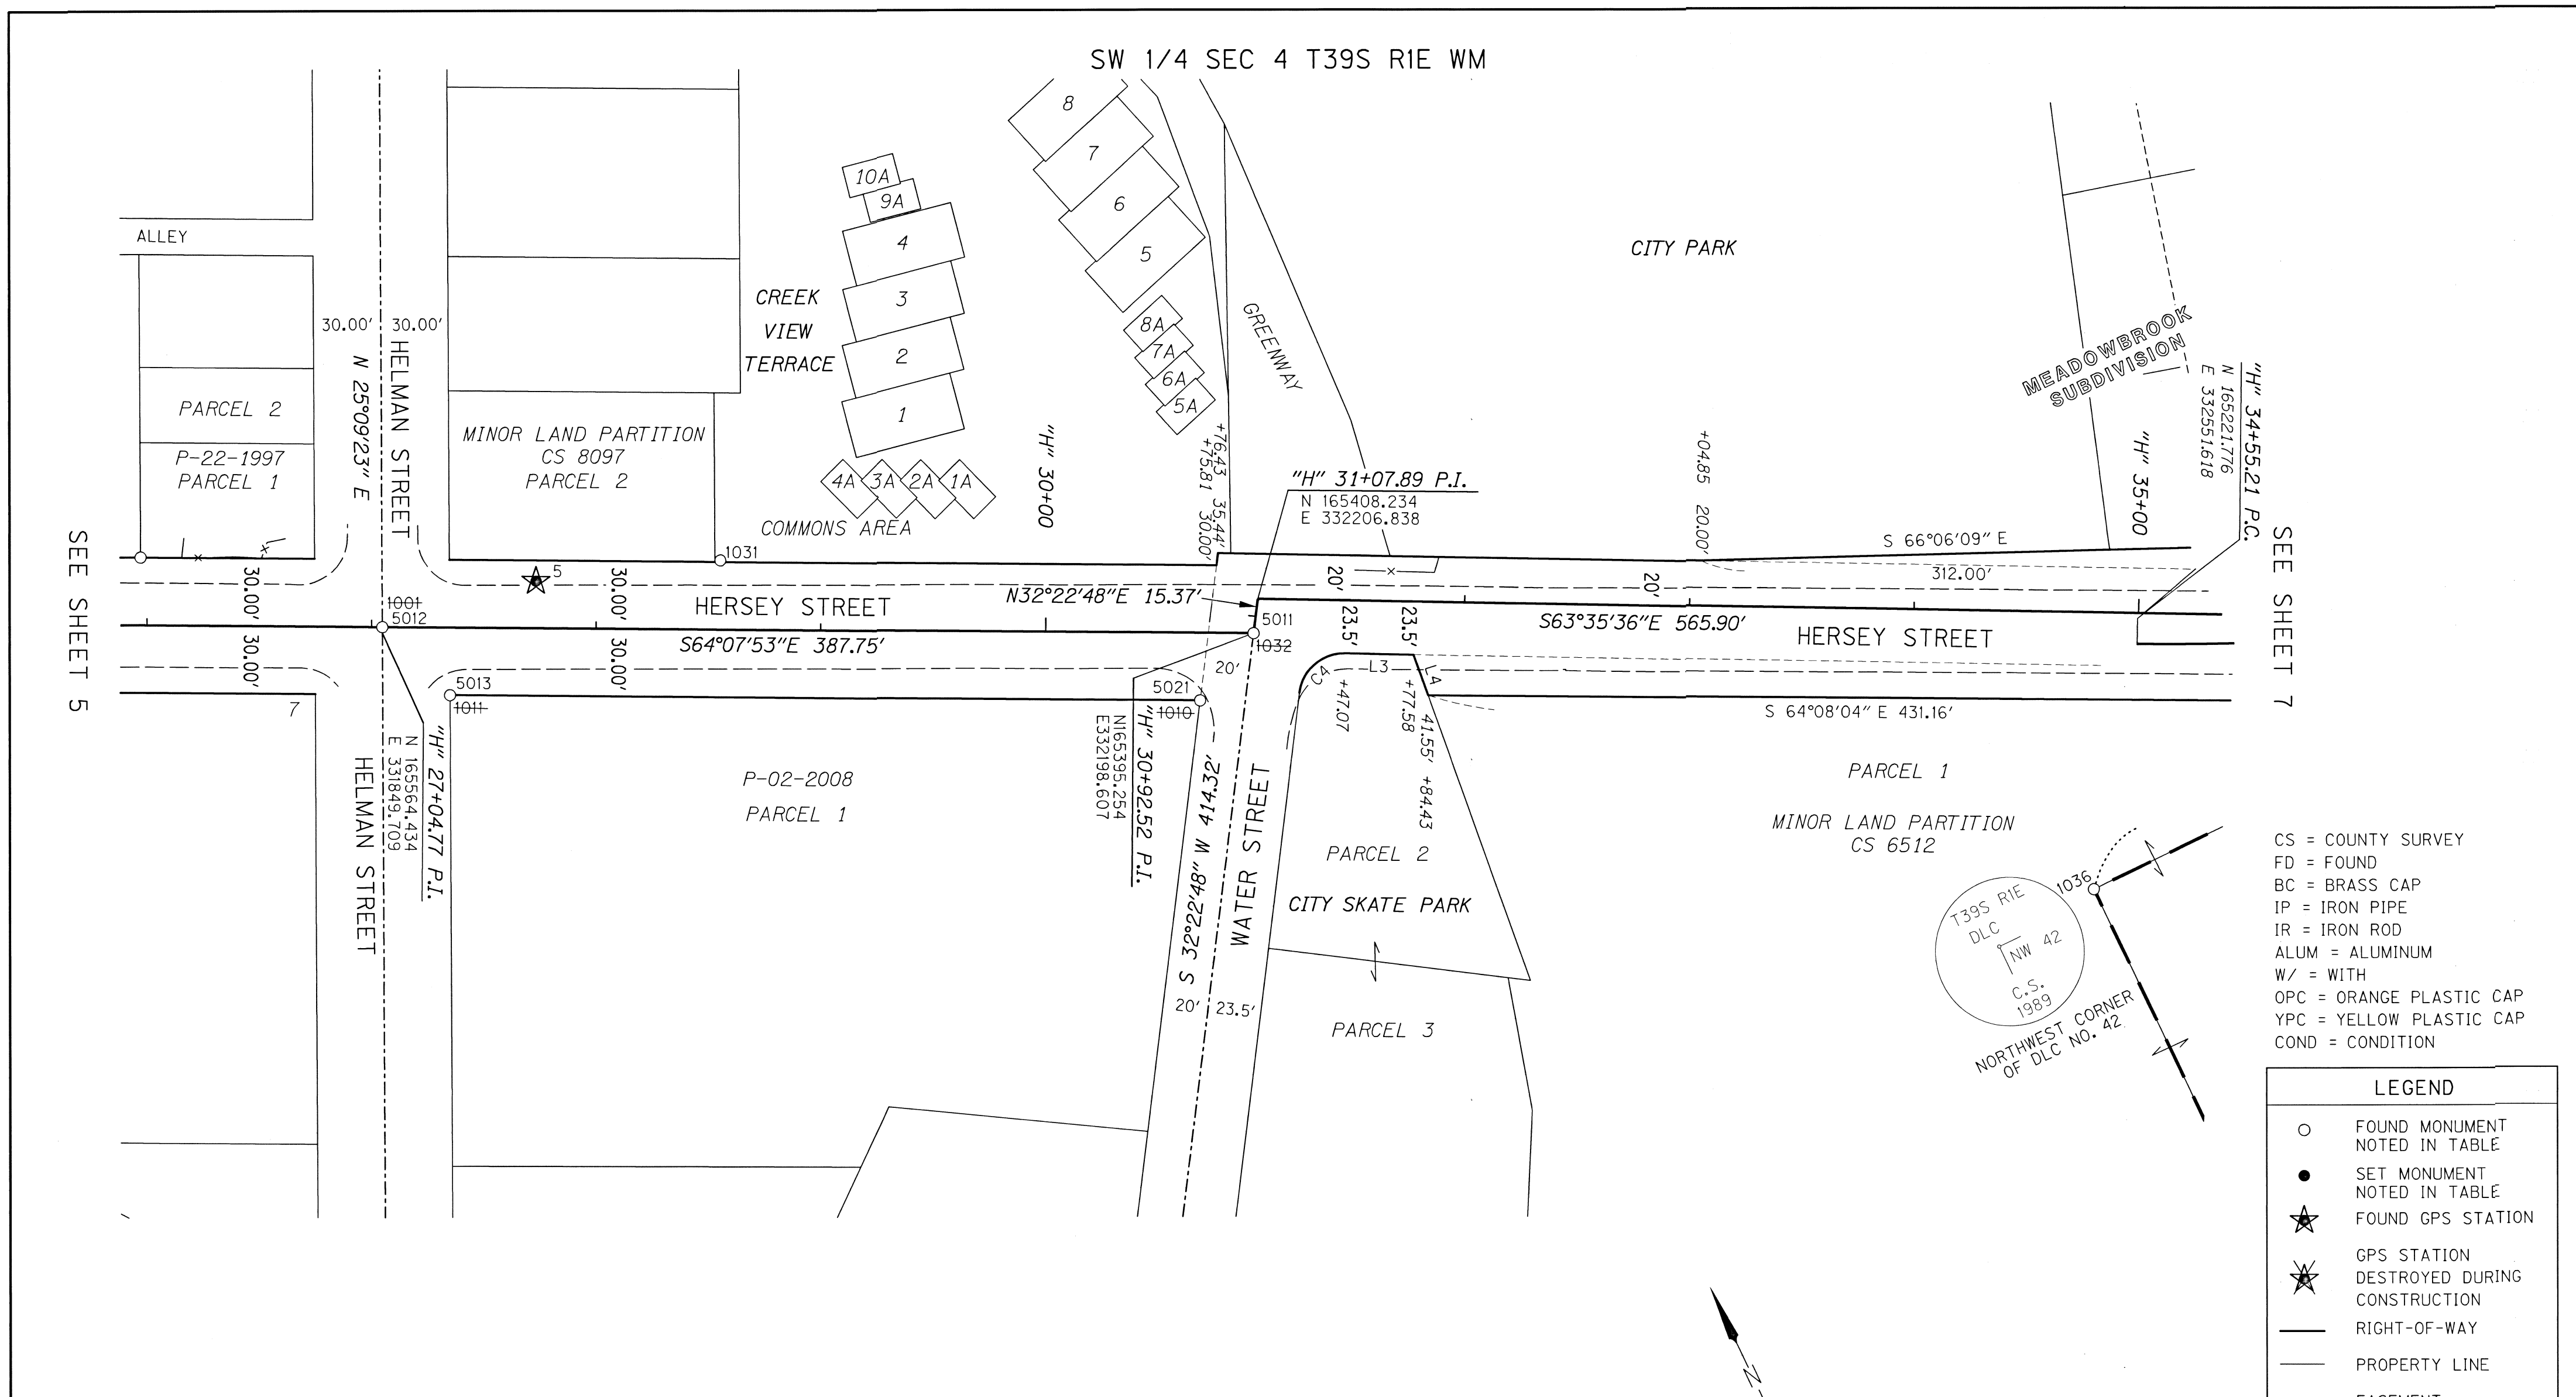 SW 1/4 SEC 4 T39S R1E WM
ALLEY
PARCEL 2
P-22-1997
PARCEL 1
30.00'
30.00'
N 25°09'23" E
HELMAN STREET
MINOR LAND PARTITION
CS 8097
PARCEL 2
CREEK
VIEW
TERRACE
10A
9A
4
3
2
1
4A
3A
2A
1A
COMMONS AREA
8
7
6
5
8A
7A
6A
5A
"H" 30+00
GREENWAY
CITY PARK
MEADOWBROOK
SUBDIVISION
+76.43 35.44'
+75.81 30.00'
"H" 31+07.89 P.I.
N 165408.234
E 332206.838
+04.85 20.00'
"H" 35+00
"H" 34+55.21 P.C.
N 165221.776
E 332551.618
SEE SHEET 5
SEE SHEET 7
S 66°06'09" E
312.00'
1031
5
30.00'
30.00'
30.00'
30.00'
1001
5012
HERSEY STREET
N32°22'48"E 15.37'
S64°07'53"E 387.75'
5011
1032
20'
20'
23.5'
23.5'
S63°35'36"E 565.90'
HERSEY STREET
20'
C4
L3
L4
+47.07
+77.58
41.55' +84.43
S 64°08'04" E 431.16'
7
5013
1011
5021
1010
"H" 27+04.77 P.I.
N 165564.434
E 331849.709
HELMAN STREET
P-02-2008
PARCEL 1
"H" 30+92.52 P.I.
N165395.254
E332198.607
S 32°22'48" W 414.32'
WATER STREET
20'
23.5'
PARCEL 2
CITY SKATE PARK
PARCEL 3
PARCEL 1
MINOR LAND PARTITION
CS 6512
1036
T39S R1E
DLC
NW 42
C.S.
1989
NORTHWEST CORNER
OF DLC NO. 42
CS = COUNTY SURVEY
FD = FOUND
BC = BRASS CAP
IP = IRON PIPE
IR = IRON ROD
ALUM = ALUMINUM
W/ = WITH
OPC = ORANGE PLASTIC CAP
YPC = YELLOW PLASTIC CAP
COND = CONDITION
LEGEND
FOUND MONUMENT
NOTED IN TABLE
SET MONUMENT
NOTED IN TABLE
FOUND GPS STATION
GPS STATION
DESTROYED DURING
CONSTRUCTION
RIGHT-OF-WAY
PROPERTY LINE
EASEMENT
N